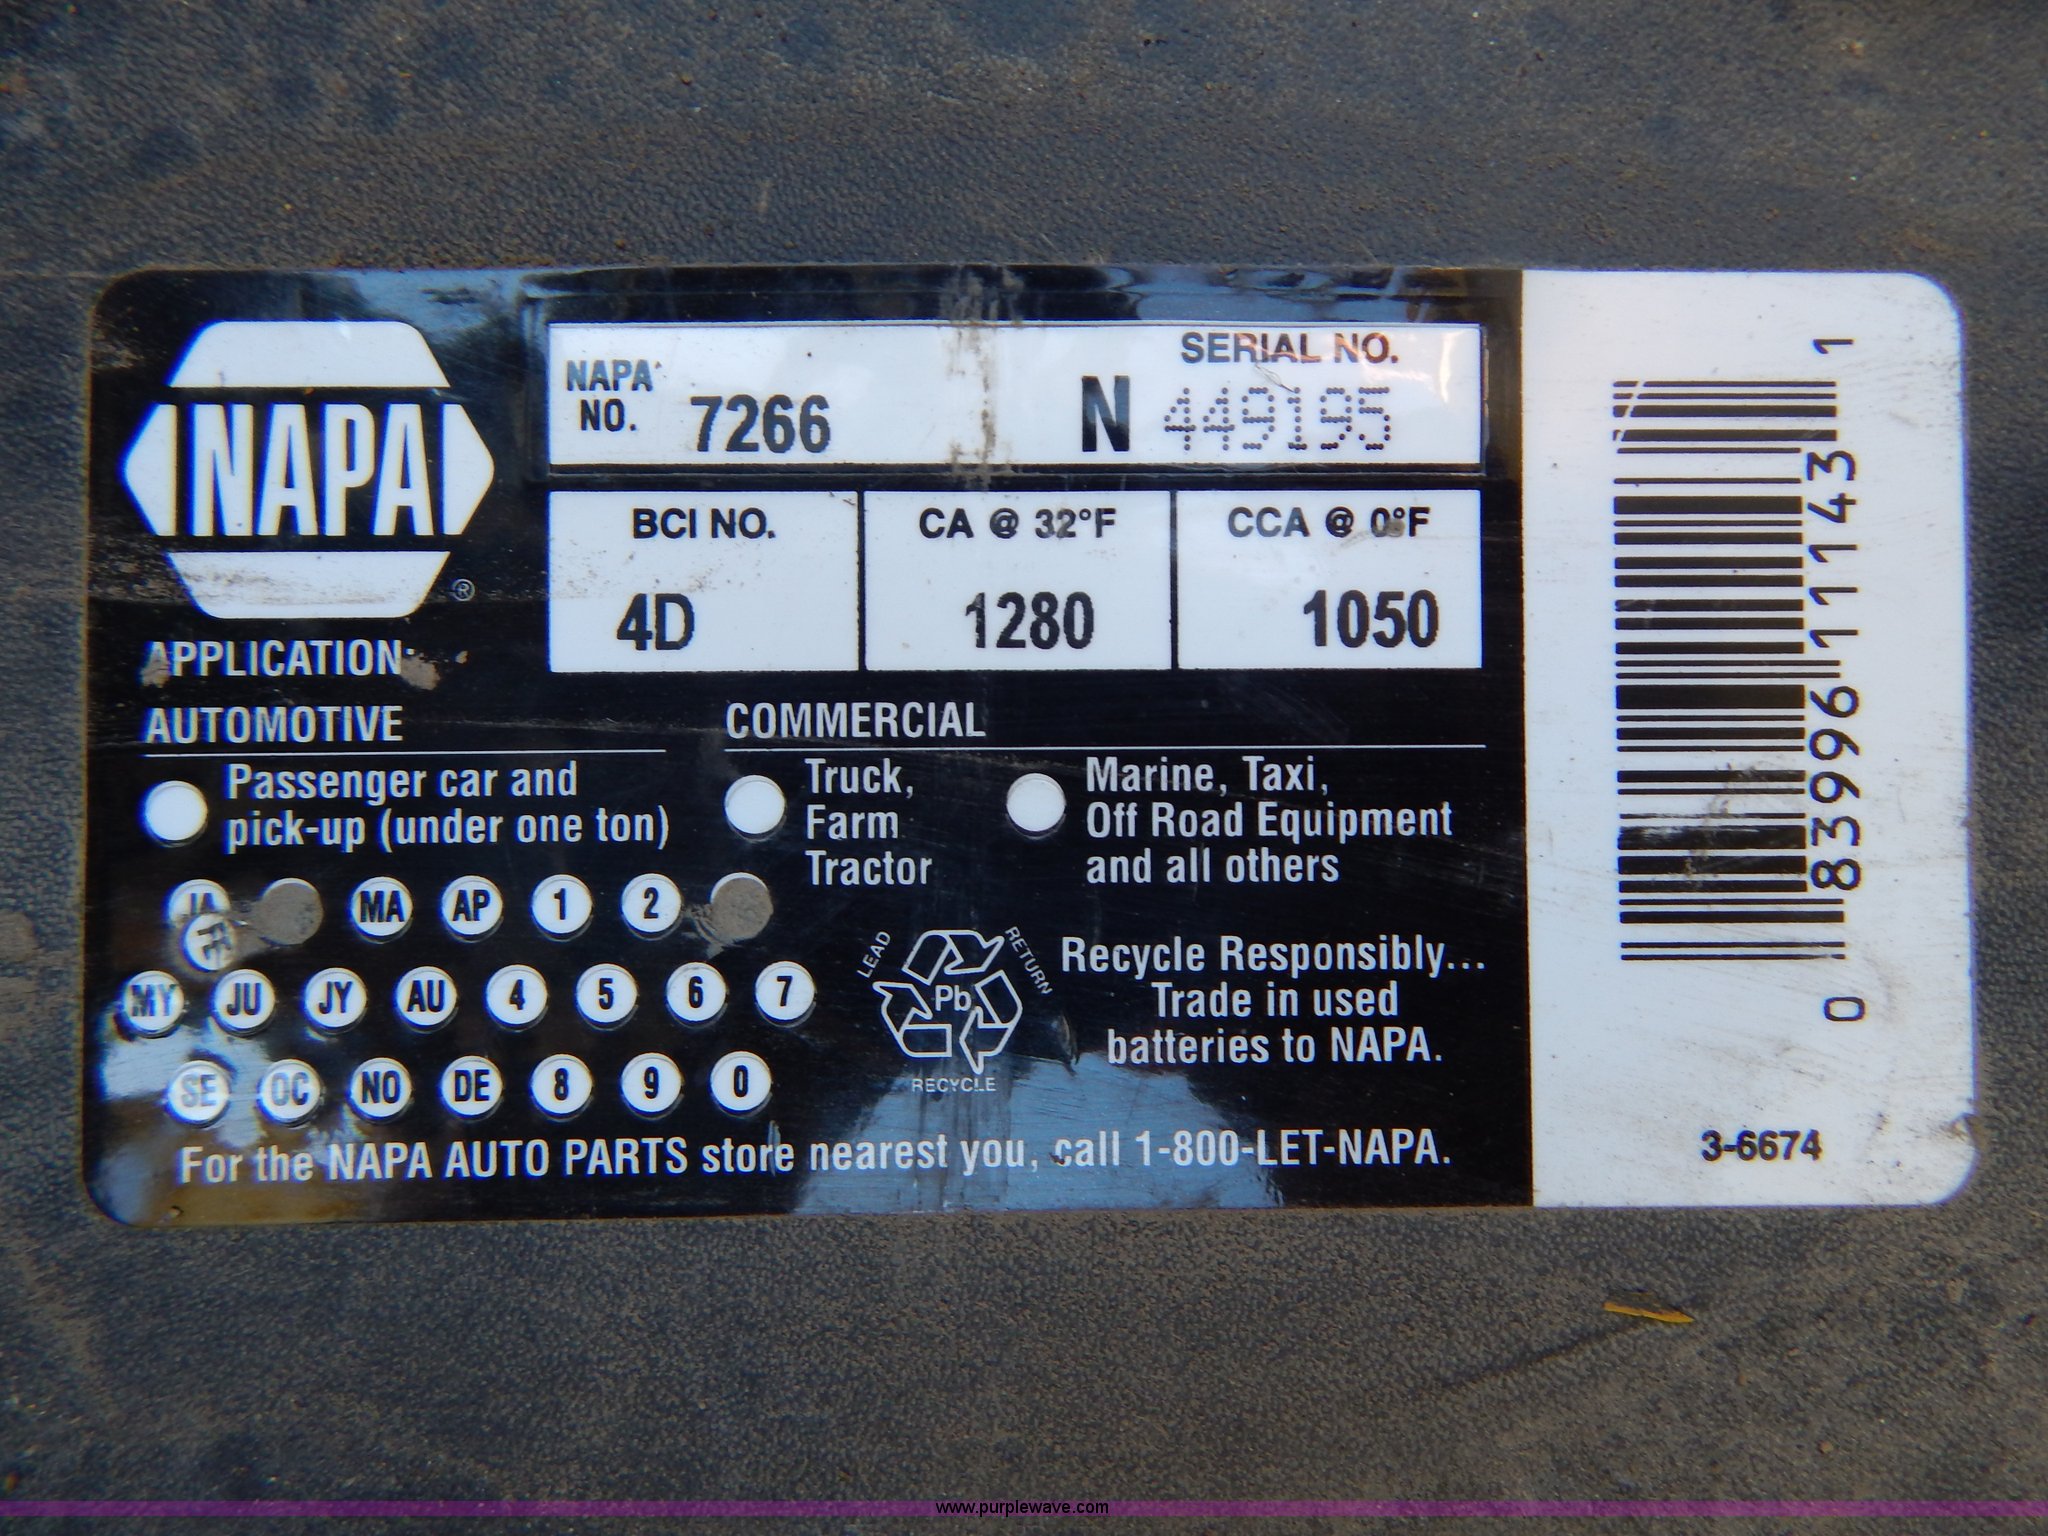 NAPA
NO. 7266
SERIAL NO.
N 449195
NAPA ®
BCI NO.
4D
CA @ 32°F
1280
CCA @ 0°F
1050
APPLICATION:
AUTOMOTIVE
Passenger car and
pick-up (under one ton)
COMMERCIAL
Truck,
Farm
Tractor
Marine, Taxi,
Off Road Equipment
and all others
JA MA AP 1 2
MY JU JY AU 4 5 6 7
SE OC NO DE 8 9 0
LEAD
RETURN
Pb
RECYCLE
Recycle Responsibly...
Trade in used
batteries to NAPA.
For the NAPA AUTO PARTS store nearest you, call 1-800-LET-NAPA.
0 83996 11143 1
3-6674
www.purplewave.com